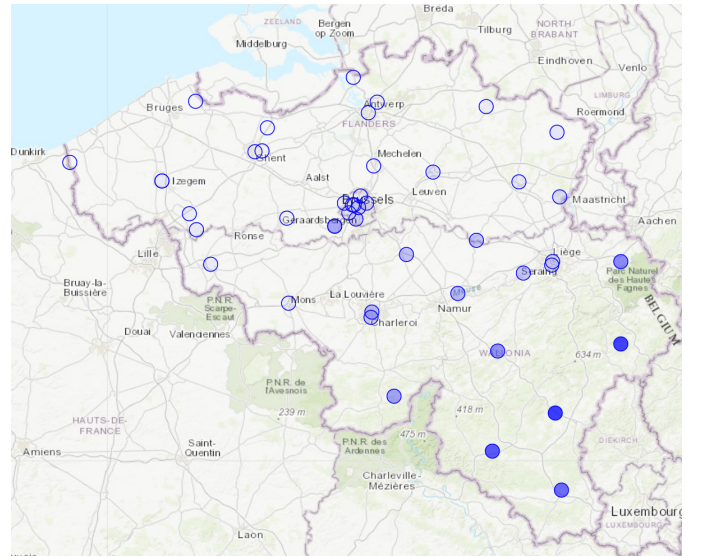 Breda
ZEELAND
Bergen
op Zoom
Tilburg
NORTH
BRABANT
Middelburg
Eindhoven
Venlo
LIMBURG
Bruges
Antwerp
Roermond
FLANDERS
Dunkirk
Ghent
Mechelen
Aalst
Izegem
Leuven
Brussels
Maastricht
Geraardsbergen
Aachen
Ronse
Lille
Liège
Seraing
Parc Naturel
des Hautes
Fagnes
Bruay-la-
Buissière
La Louvière
Meuse
Mons
P.N.R.
Scarpe-
Escaut
Namur
BELGIUM
Charleroi
Douai
Valenciennes
WALLONIA
634 m
P.N.R. de
l'Avesnois
239 m
418 m
HAUTS-DE-
FRANCE
475 m
Saint-
Quentin
P.N.R. des
Ardennes
DIEKIRCH
Amiens
Charleville-
Mézières
Luxembourg
LUXEMBOURG
Laon